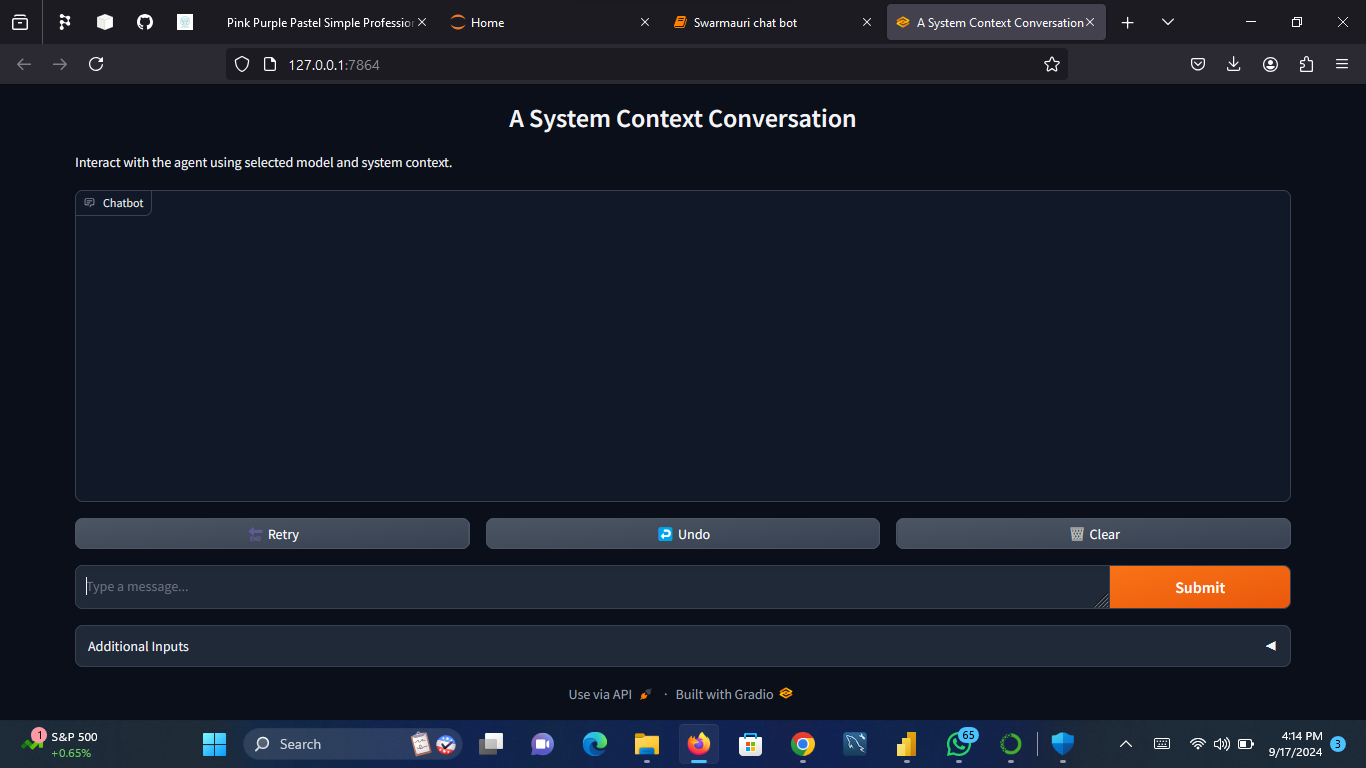 Pink Purple Pastel Simple Professio
Home
Swarmauri chat bot
A System Context Conversation
127.0.0.1:7864
A System Context Conversation
Interact with the agent using selected model and system context.
Chatbot
Retry
Undo
Clear
Type a message...
Submit
Additional Inputs
Use via API · Built with Gradio
1
S&P 500
+0.65%
Search
65
4:14 PM
9/17/2024
3